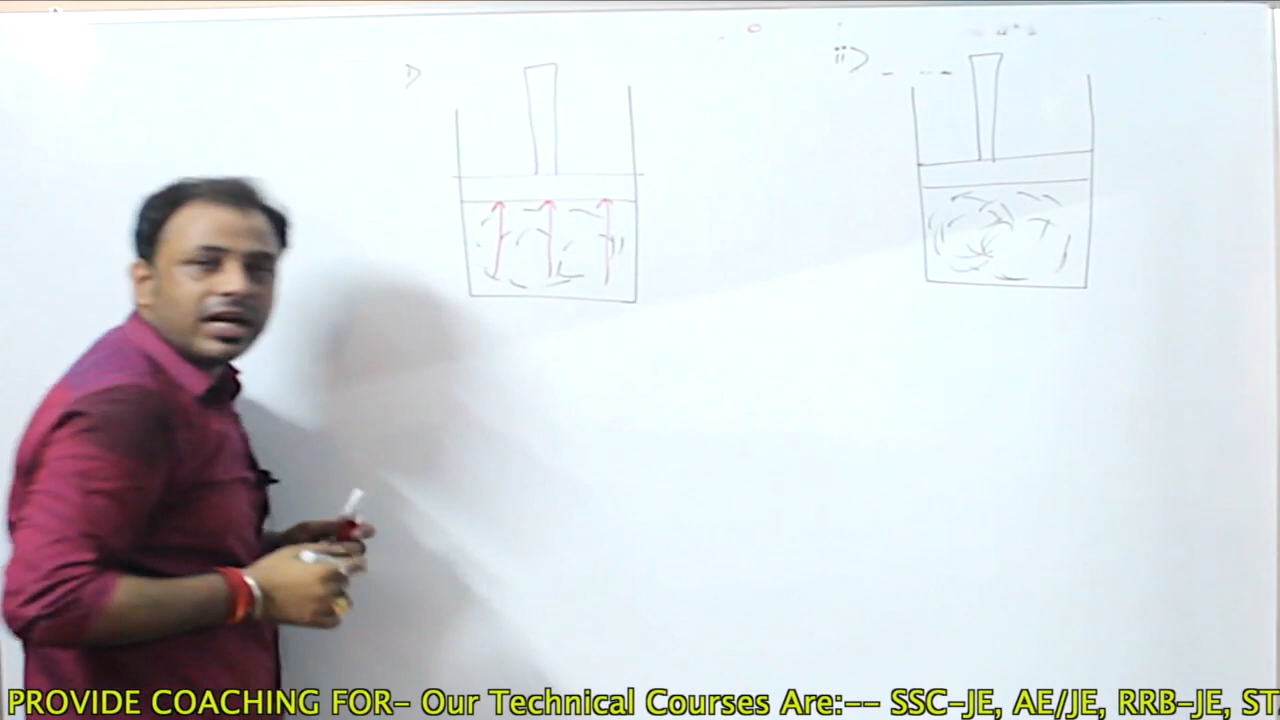 i)
ii)
PROVIDE COACHING FOR- Our Technical Courses Are:-- SSC-JE, AE/JE, RRB-JE, ST